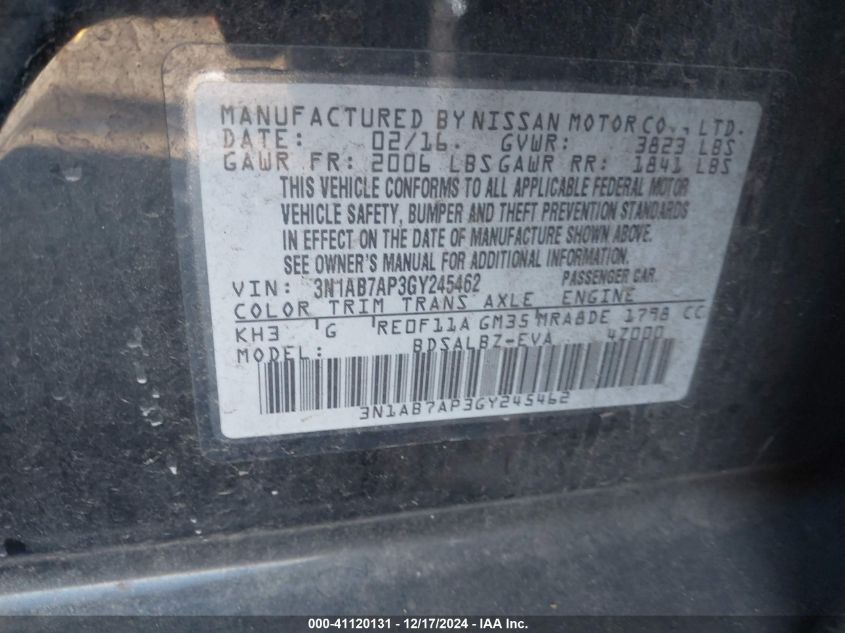 MANUFACTURED BY NISSAN MOTOR CO., LTD.
DATE: 02/16. GVWR: 3823 LBS
GAWR FR: 2006 LBS GAWR RR: 1841 LBS
THIS VEHICLE CONFORMS TO ALL APPLICABLE FEDERAL MOTOR
VEHICLE SAFETY, BUMPER AND THEFT PREVENTION STANDARDS
IN EFFECT ON THE DATE OF MANUFACTURE SHOWN ABOVE.
SEE OWNER'S MANUAL FOR ADDITIONAL INFORMATION.
VIN: 3N1AB7AP3GY245462 PASSENGER CAR
COLOR TRIM TRANS AXLE ENGINE
KH3 G RE0F11A GM35 MRA8DE 1798 CC
MODEL: BDSALBZ-EVA 4Z000
3N1AB7AP3GY245462
000-41120131 - 12/17/2024 - IAAI.com